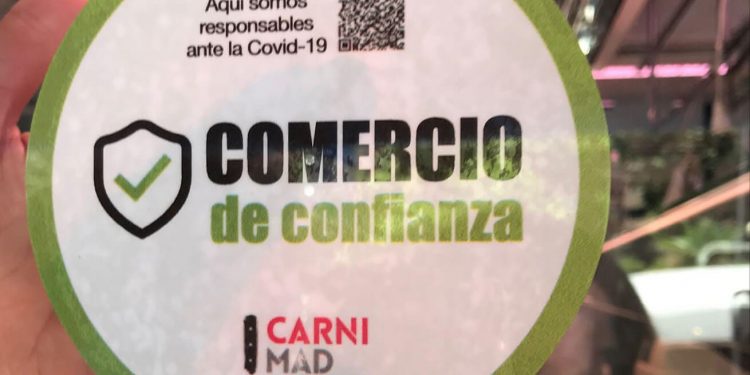 Aquí somos
responsables
ante la Covid-19
COMERCIO
de confianza
CARNI
MAD